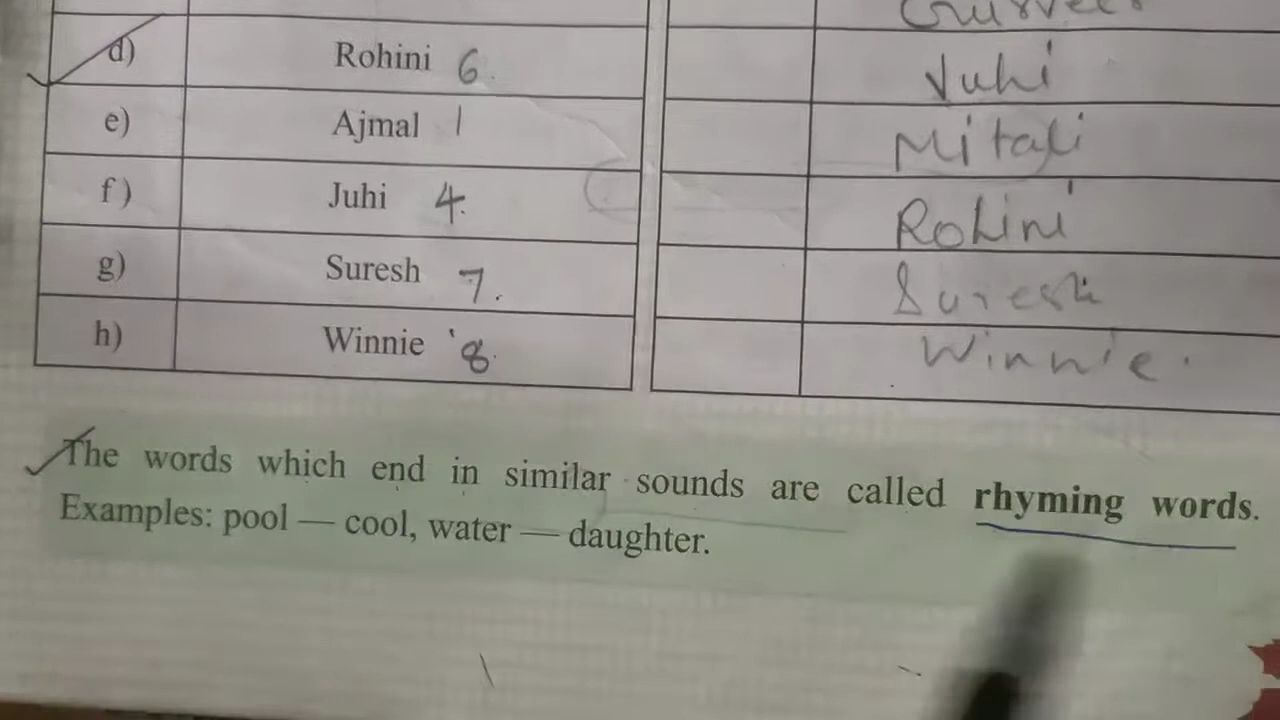 d) Rohini 6. Juhi
e) Ajmal 1 Mitali
f) Juhi 4. Rohini
g) Suresh 7. Suresh
h) Winnie 8. Winnie.
The words which end in similar sounds are called rhyming words.
Examples: pool — cool, water — daughter.